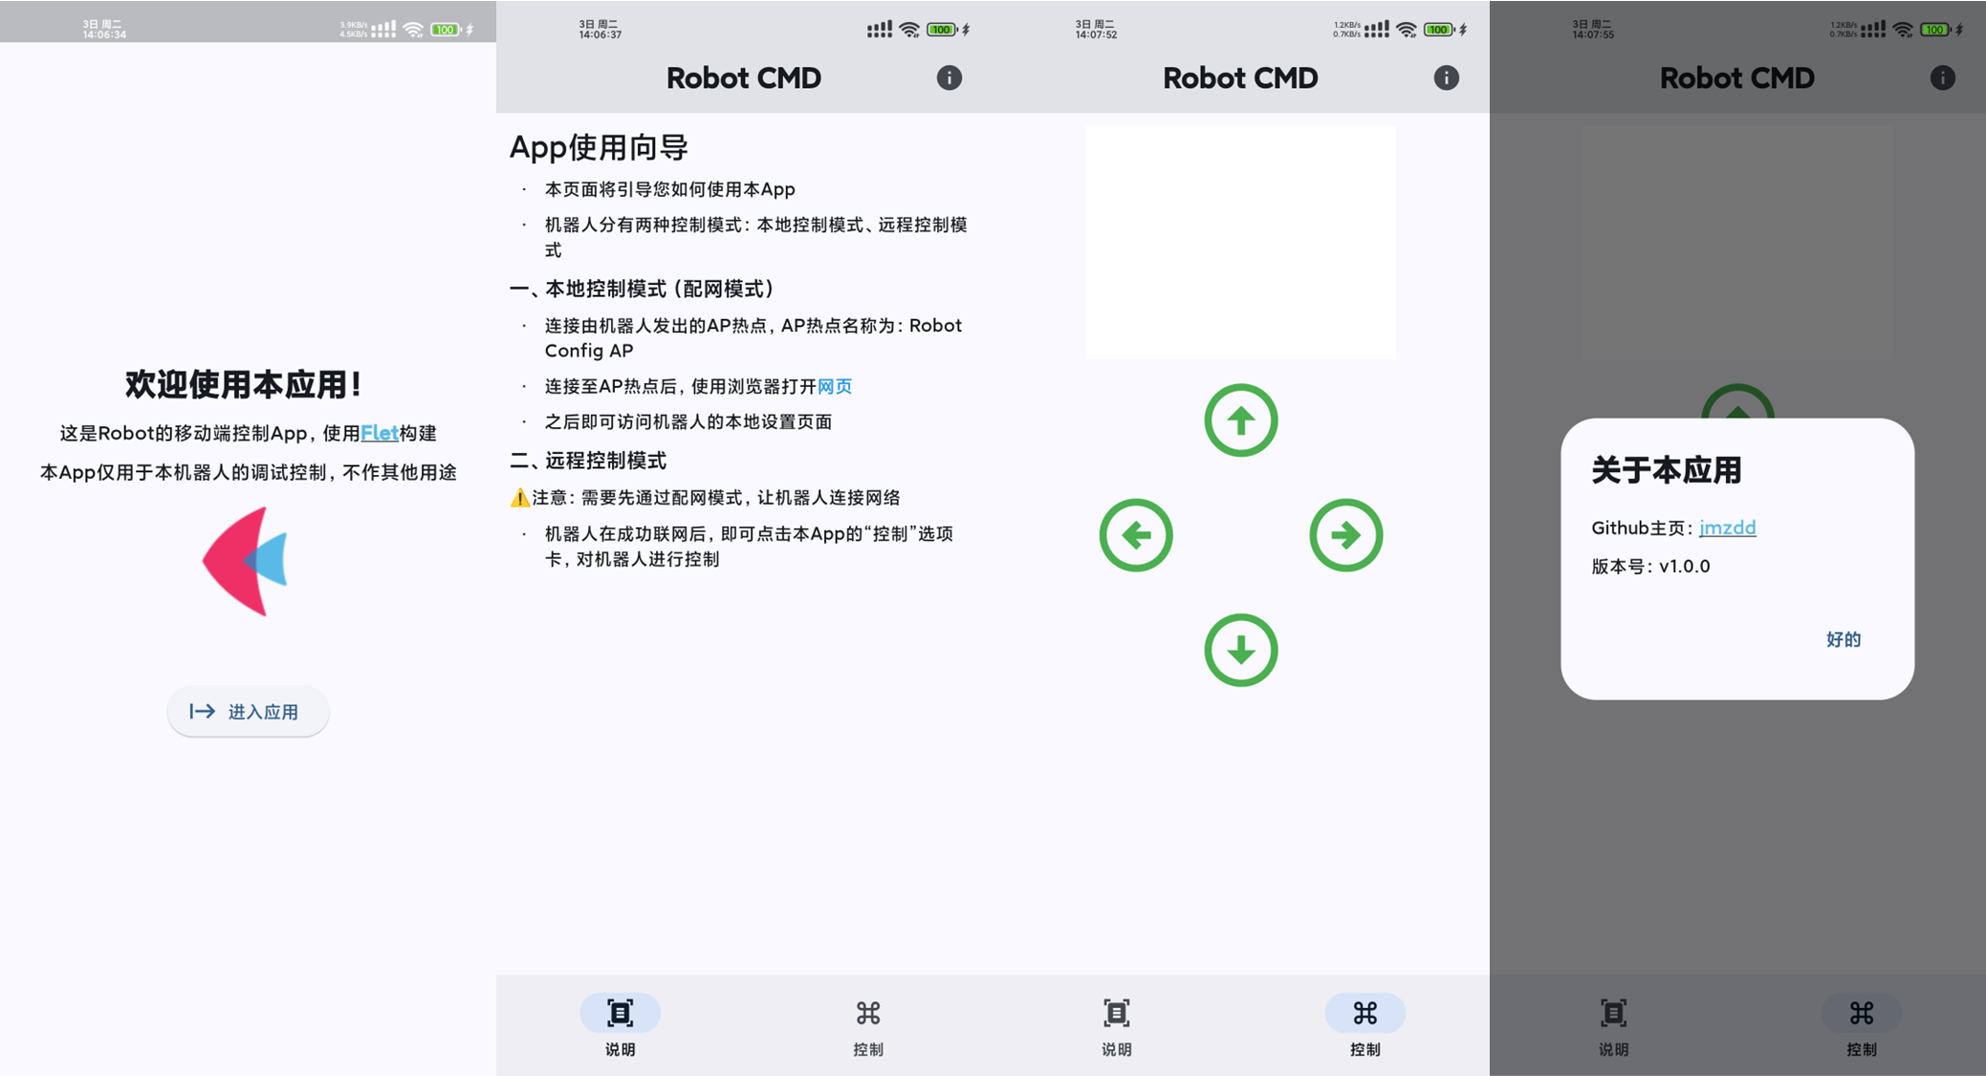 3日 周二
14:06:34
3.9KB/s
4.5KB/s
100
欢迎使用本应用！
这是Robot的移动端控制App，使用Flet构建
本App仅用于本机器人的调试控制，不作其他用途
进入应用
3日 周二
14:06:37
100
Robot CMD
App使用向导
· 本页面将引导您如何使用本App
· 机器人分有两种控制模式：本地控制模式、远程控制模
式
一、本地控制模式（配网模式）
· 连接由机器人发出的AP热点，AP热点名称为：Robot
Config AP
· 连接至AP热点后，使用浏览器打开网页
· 之后即可访问机器人的本地设置页面
二、远程控制模式
⚠️注意：需要先通过配网模式，让机器人连接网络
· 机器人在成功联网后，即可点击本App的“控制”选项
卡，对机器人进行控制
说明
控制
3日 周二
14:07:52
1.2KB/s
0.7KB/s
100
Robot CMD
说明
控制
3日 周二
14:07:55
1.2KB/s
0.7KB/s
100
Robot CMD
关于本应用
Github主页：jmzdd
版本号：v1.0.0
好的
说明
控制